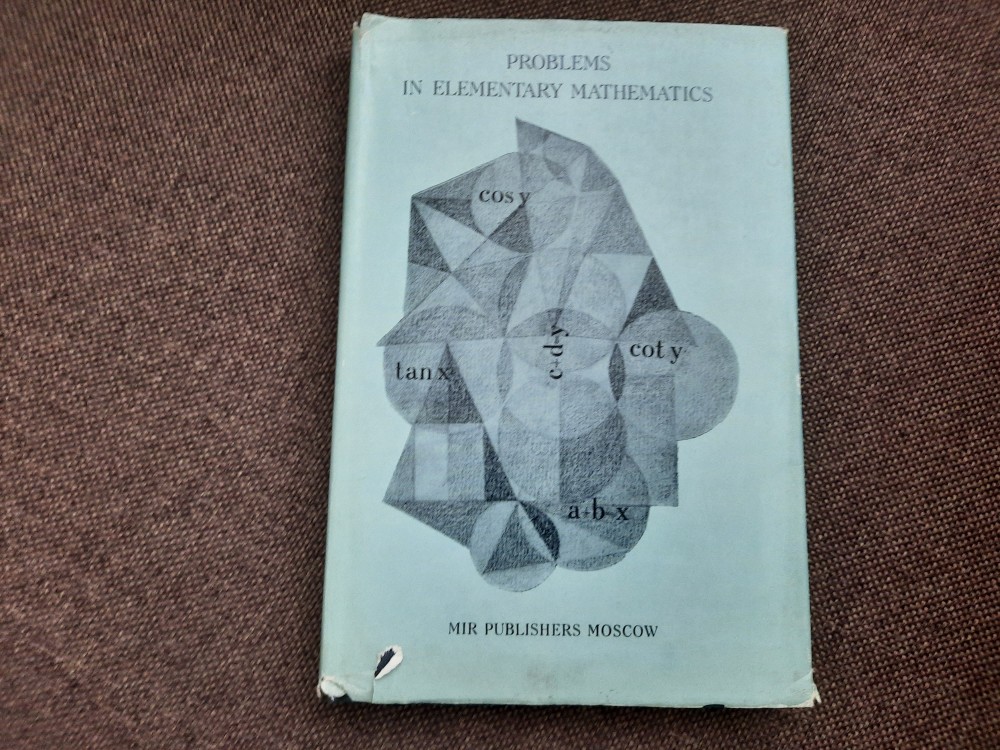 PROBLEMS
IN ELEMENTARY MATHEMATICS
cos y
c+d=y
cot y
tan x
a+b=x
MIR PUBLISHERS MOSCOW